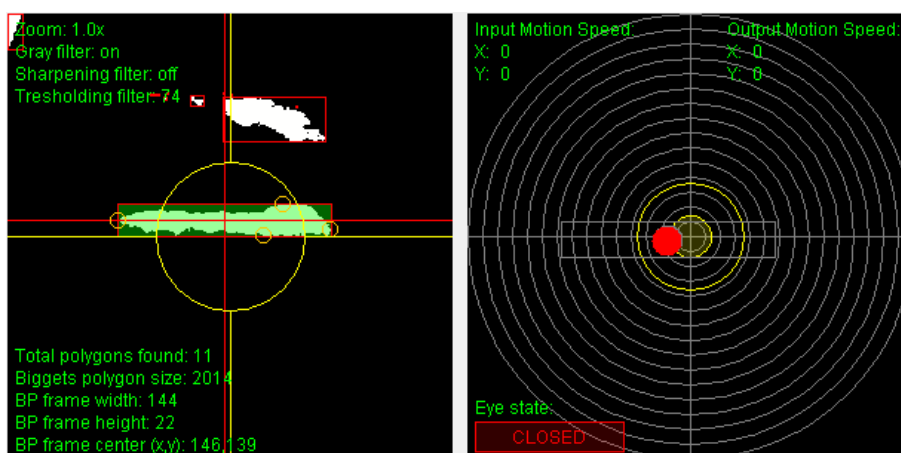 Zoom: 1.0x
Gray filter: on
Sharpening filter: off
Tresholding filter: 74
Total polygons found: 11
Biggets polygon size: 2014
BP frame width: 144
BP frame height: 22
BP frame center (x,y): 146,139
Input Motion Speed:
X: 0
Y: 0
Output Motion Speed:
X: 0
Y: 0
Eye state:
CLOSED